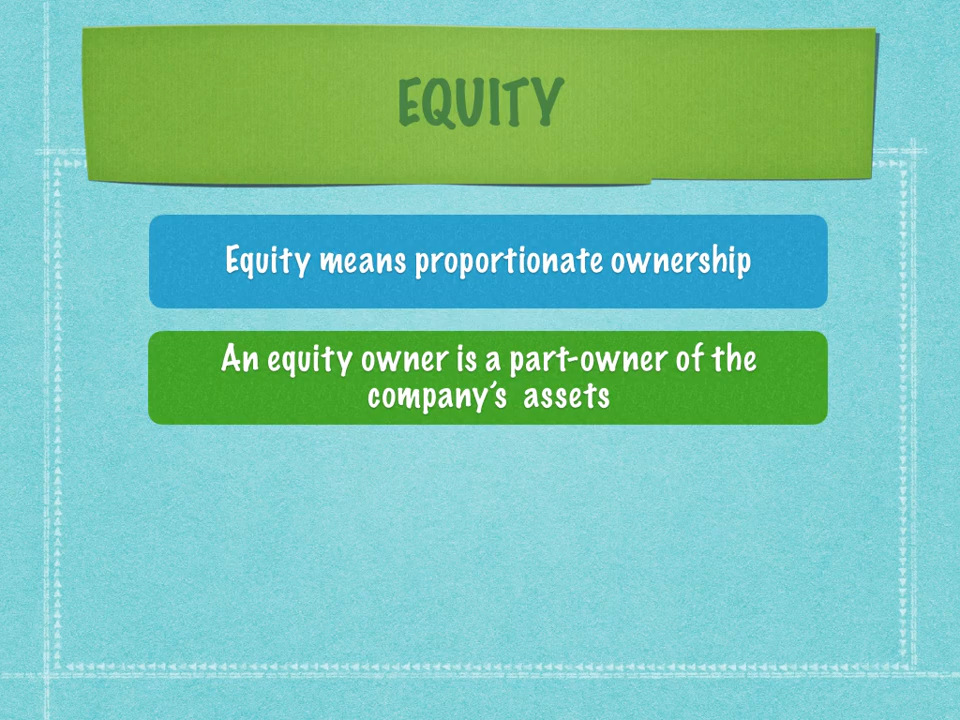 EQUITY
Equity means proportionate ownership
An equity owner is a part-owner of the
company's  assets